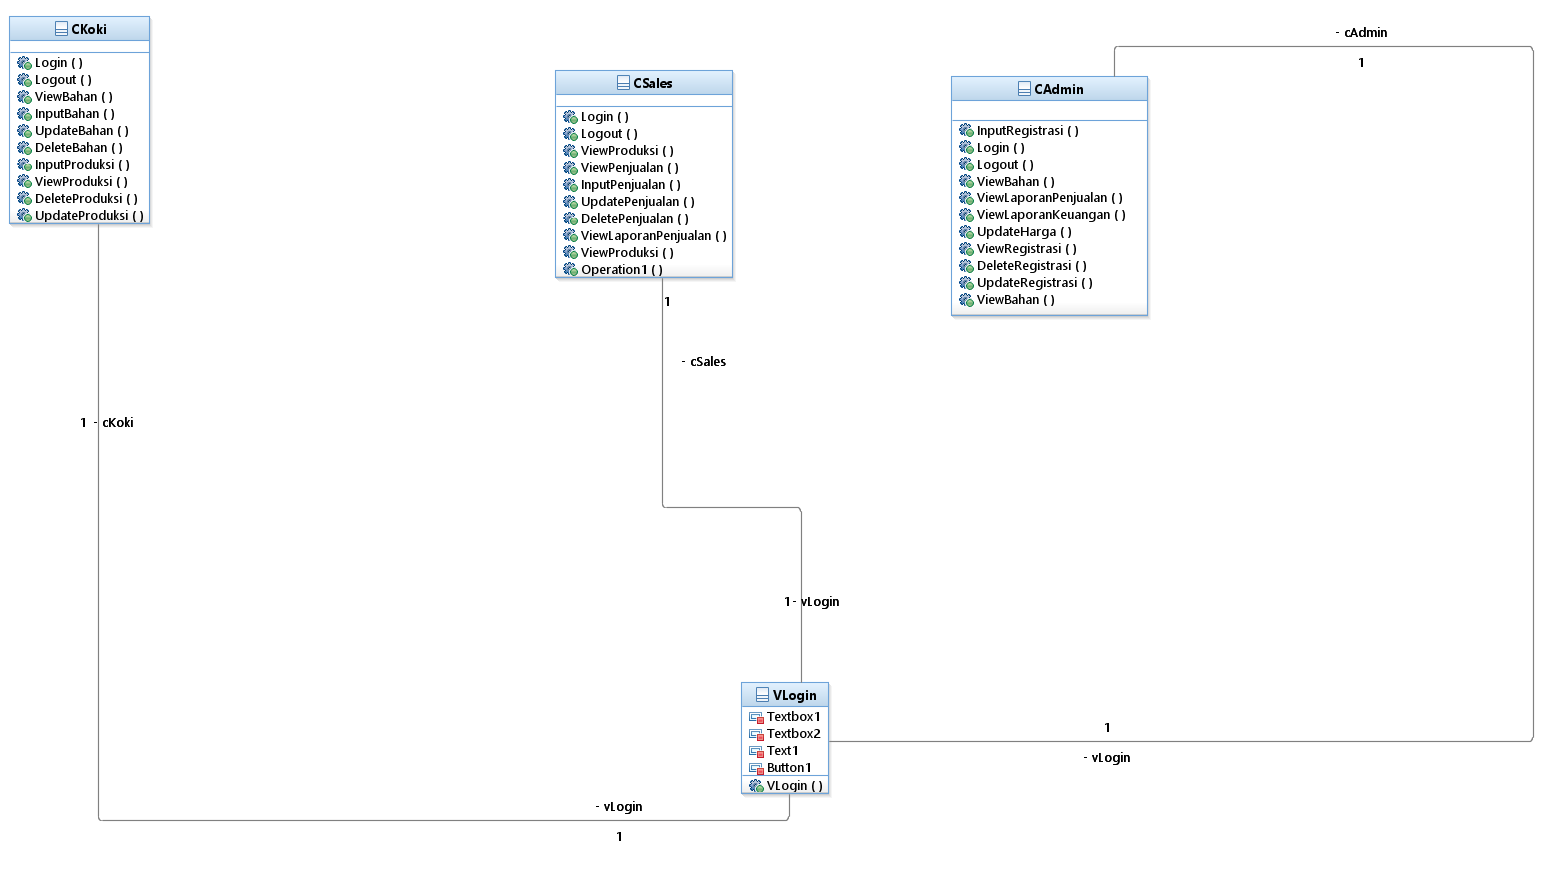 CKoki
Login ( )
Logout ( )
ViewBahan ( )
InputBahan ( )
UpdateBahan ( )
DeleteBahan ( )
InputProduksi ( )
ViewProduksi ( )
DeleteProduksi ( )
UpdateProduksi ( )
CSales
Login ( )
Logout ( )
ViewProduksi ( )
ViewPenjualan ( )
InputPenjualan ( )
UpdatePenjualan ( )
DeletePenjualan ( )
ViewLaporanPenjualan ( )
ViewProduksi ( )
Operation1 ( )
- cAdmin
1
CAdmin
InputRegistrasi ( )
Login ( )
Logout ( )
ViewBahan ( )
ViewLaporanPenjualan ( )
ViewLaporanKeuangan ( )
UpdateHarga ( )
ViewRegistrasi ( )
DeleteRegistrasi ( )
UpdateRegistrasi ( )
ViewBahan ( )
1
- cSales
1 - cKoki
1 - vLogin
VLogin
Textbox1
Textbox2
Text1
Button1
VLogin ( )
1
- vLogin
- vLogin
1